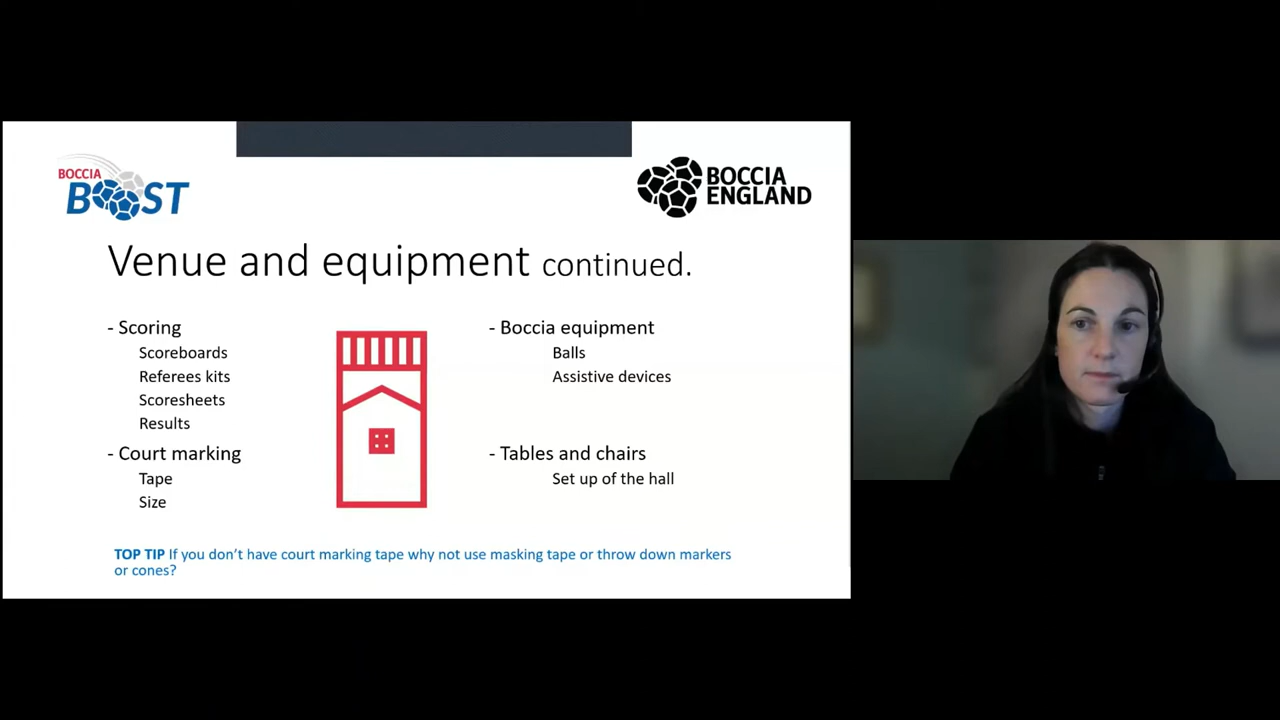 BOCCIA
BOOST
BOCCIA
ENGLAND
Venue and equipment continued.
- Scoring
Scoreboards
Referees kits
Scoresheets
Results
- Court marking
Tape
Size
- Boccia equipment
Balls
Assistive devices
- Tables and chairs
Set up of the hall
TOP TIP If you don't have court marking tape why not use masking tape or throw down markers
or cones?